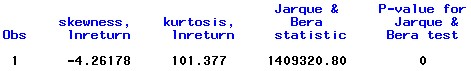 Jarque & P-value for
skewness, kurtosis, Bera Jarque &
Obs lnreturn lnreturn statistic Bera test
1 -4.26178 101.377 1409320.80 0